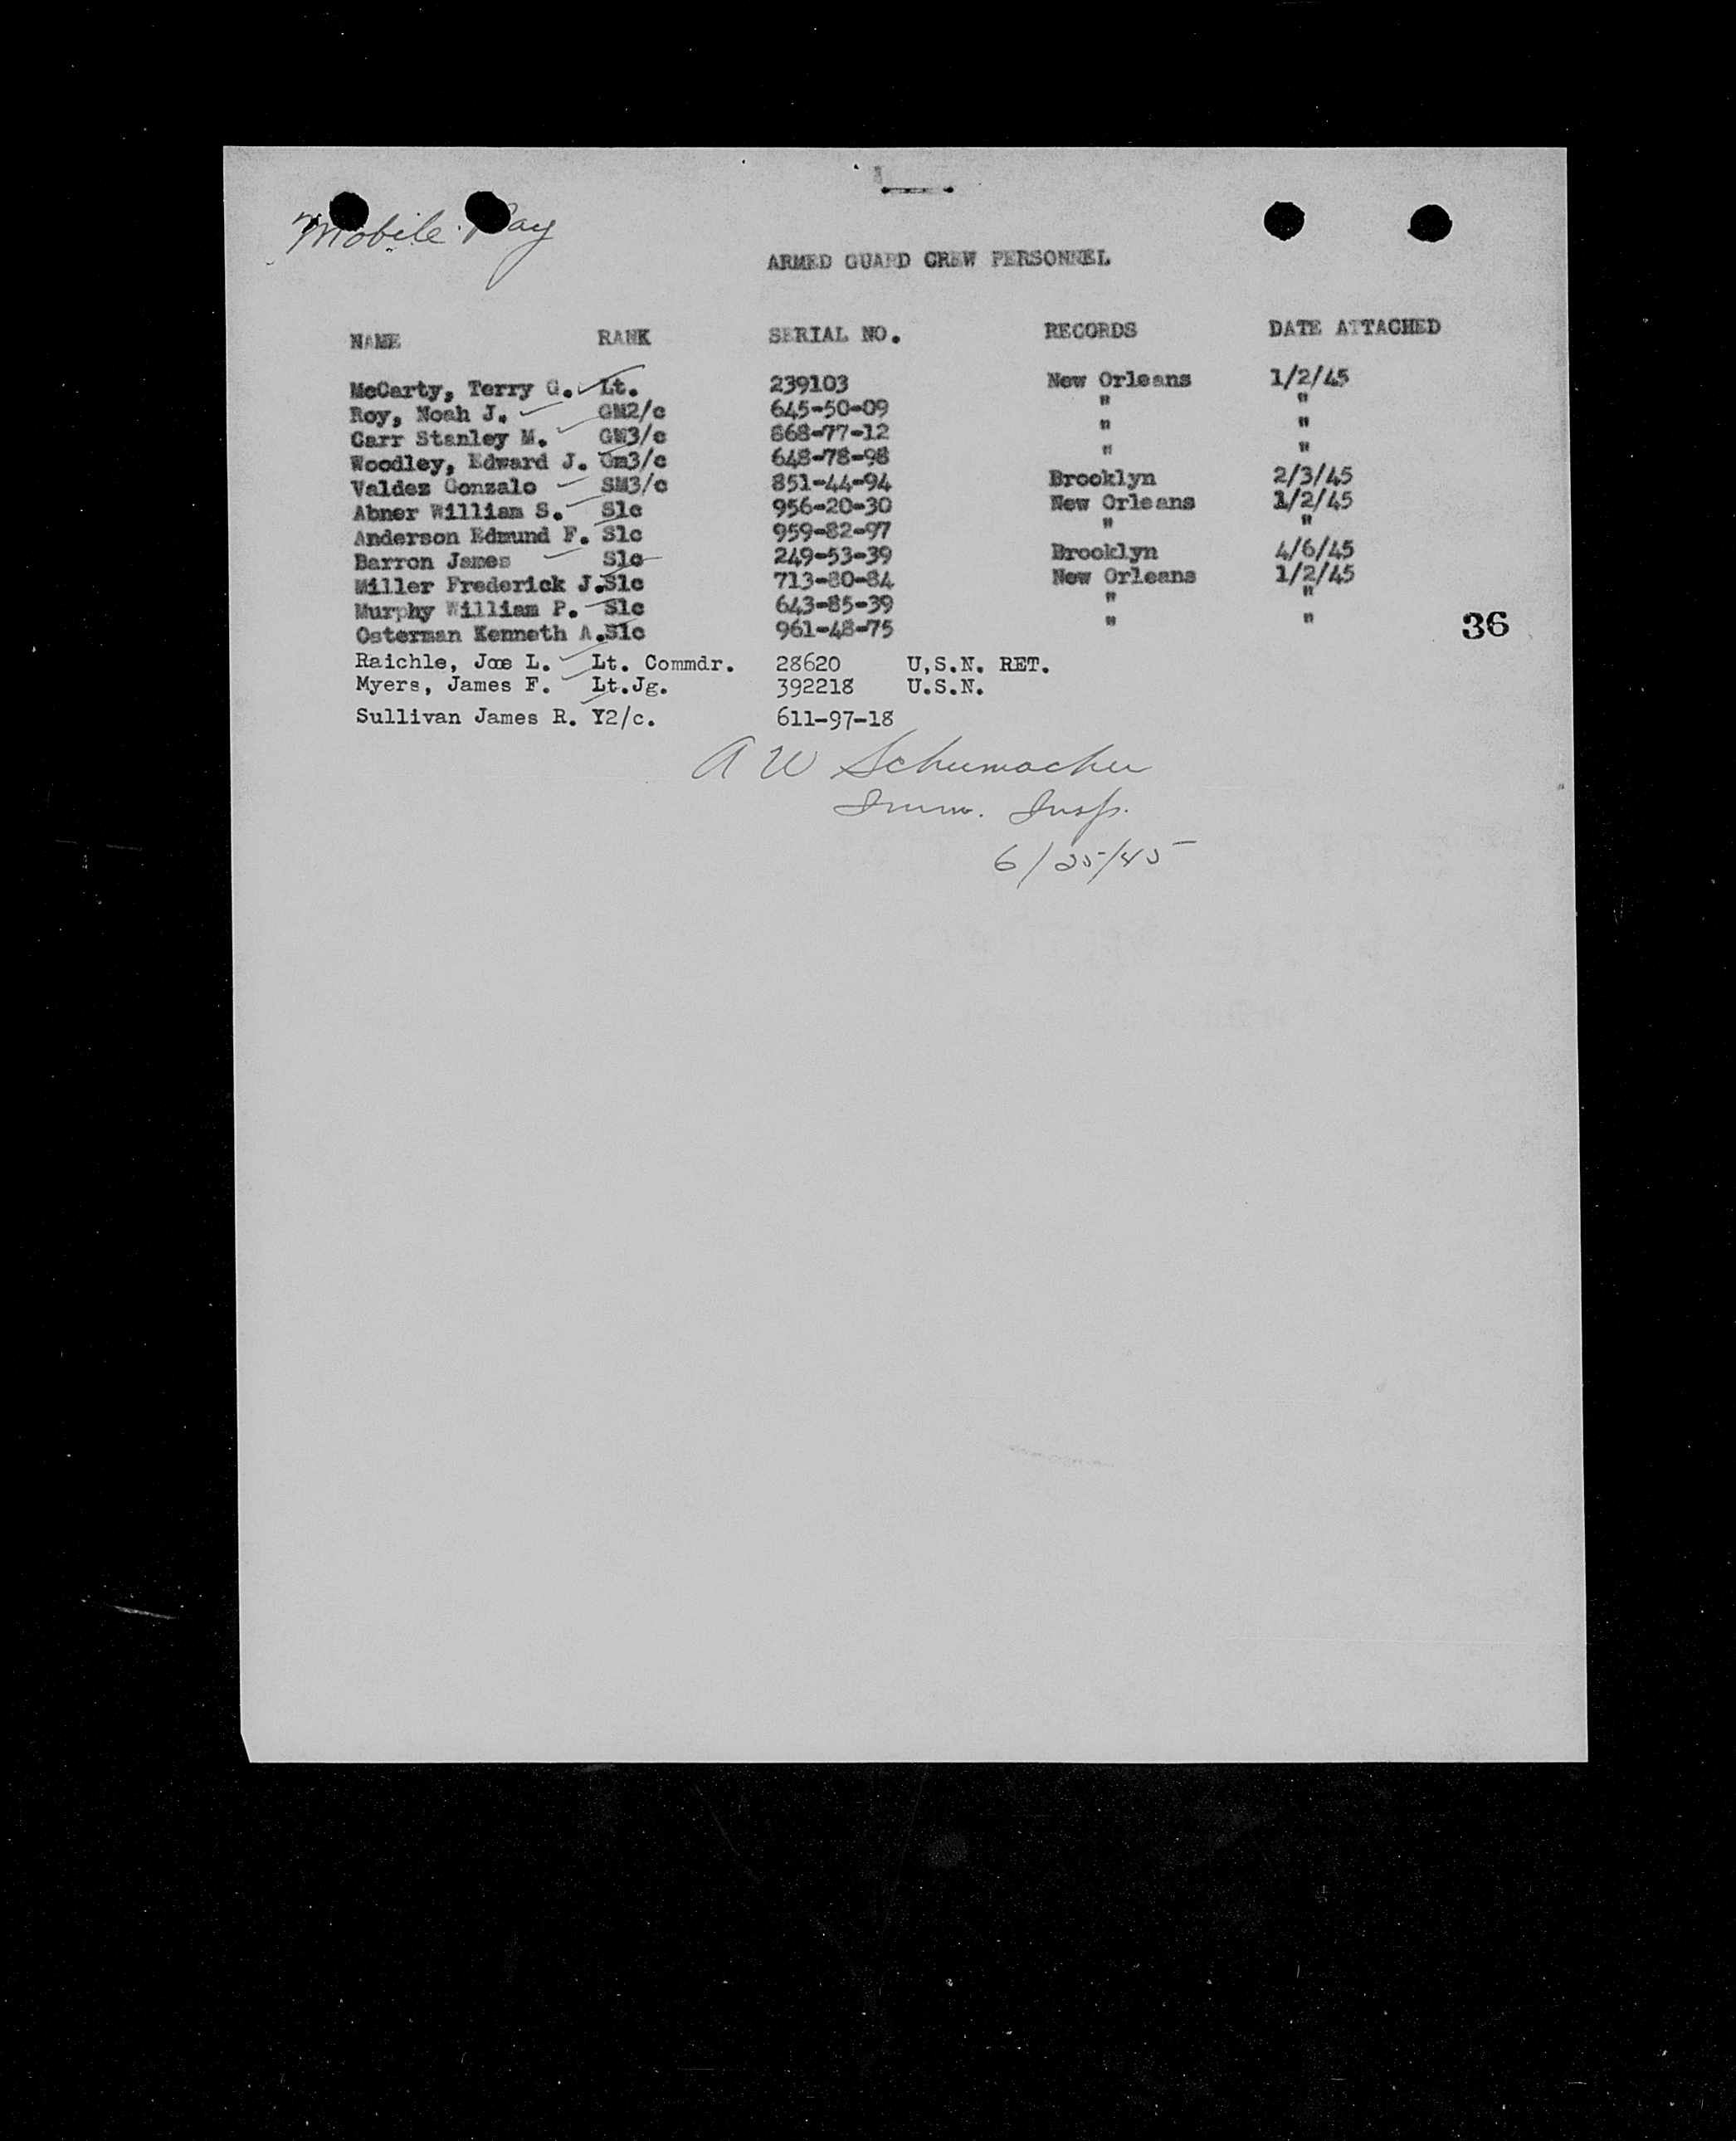 Mobile Bay
ARMED GUARD CREW PERSONNEL
NAME RANK SERIAL NO. RECORDS DATE ATTACHED
McCarty, Terry G. Lt. 239103 New Orleans 1/2/45
Roy, Noah J. GM2/c 645-50-09 " "
Carr Stanley M. GM3/c 868-77-12 " "
Woodley, Edward J. Gm3/c 648-78-98 " "
Valdez Gonzalo SM3/c 851-44-94 Brooklyn 2/3/45
Abner William S. S1c 956-20-30 New Orleans 1/2/45
Anderson Edmund F. S1c 959-82-97 " "
Barron James S1c 249-53-39 Brooklyn 4/6/45
Miller Frederick J. S1c 713-80-84 New Orleans 1/2/45
Murphy William P. S1c 643-85-39 " "
Osterman Kenneth A. S1c 961-48-75 " "
36
Raichle, Joe L. Lt. Commdr. 28620 U,S.N. RET.
Myers, James F. Lt.Jg. 392218 U.S.N.
Sullivan James R. Y2/c. 611-97-18
A W Schumacher
Imm. Insp.
6/25/45